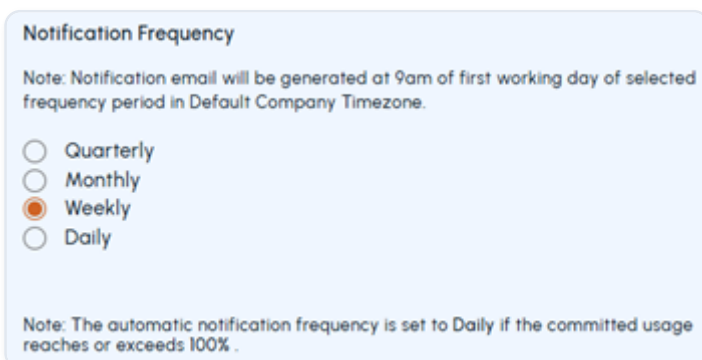 Notification Frequency
Note: Notification email will be generated at 9am of first working day of selected
frequency period in Default Company Timezone.
Quarterly
Monthly
Weekly
Daily
Note: The automatic notification frequency is set to Daily if the committed usage
reaches or exceeds 100% .